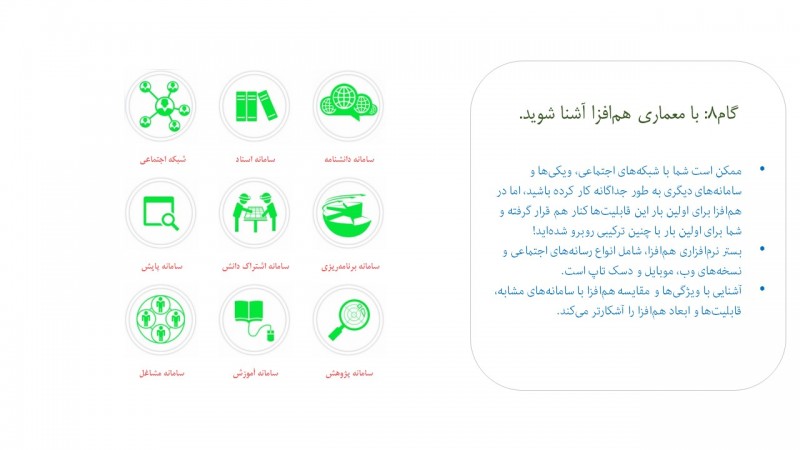 گام۸: با معماری هم‌افزا آشنا شوید.
• ممکن است شما با شبکه‌های اجتماعی، ویکی‌ها و
سامانه‌های دیگری به طور جداگانه کار کرده باشید، اما در
هم‌افزا برای اولین بار این قابلیت‌ها کنار هم قرار گرفته و
شما برای اولین بار با چنین ترکیبی روبرو شده‌اید!
• بستر نرم‌افزاری هم‌افزا، شامل انواع رسانه‌های اجتماعی و
نسخه‌های وب، موبایل و دسک تاپ است.
• آشنایی با ویژگی‌ها و مقایسه هم‌افزا با سامانه‌های مشابه،
قابلیت‌ها و ابعاد هم‌افزا را آشکارتر می‌کند.
سامانه دانشنامه
سامانه اسناد
شبکه اجتماعی
سامانه برنامه‌ریزی
سامانه اشتراک دانش
سامانه پایش
سامانه پژوهش
سامانه آموزش
سامانه مشاغل